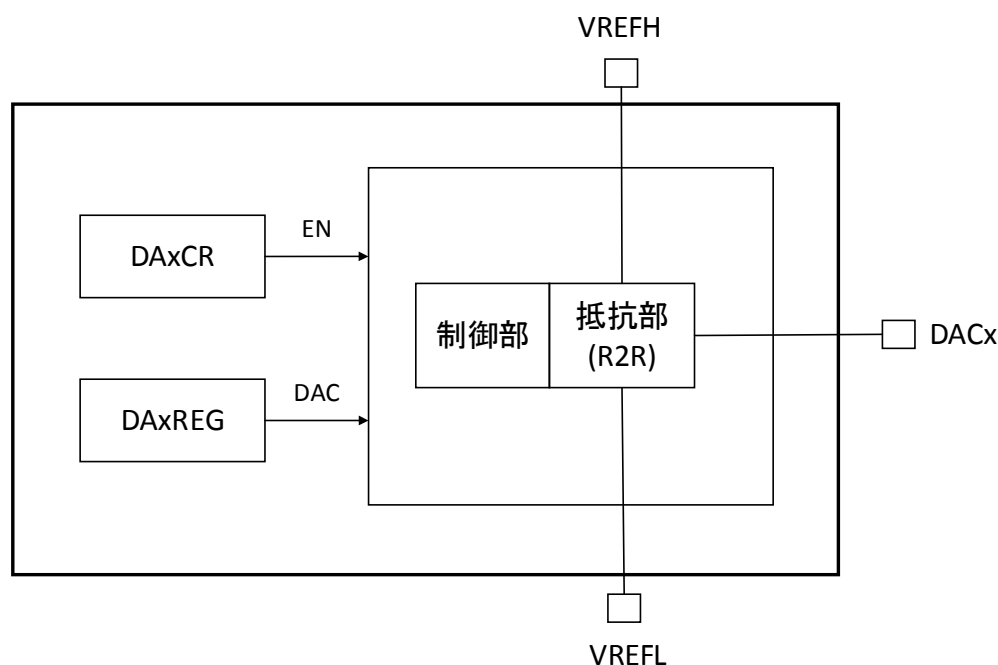 VREFH
EN
DAxCR
制御部
抵抗部
(R2R)
DACx
DAC
DAxREG
VREFL